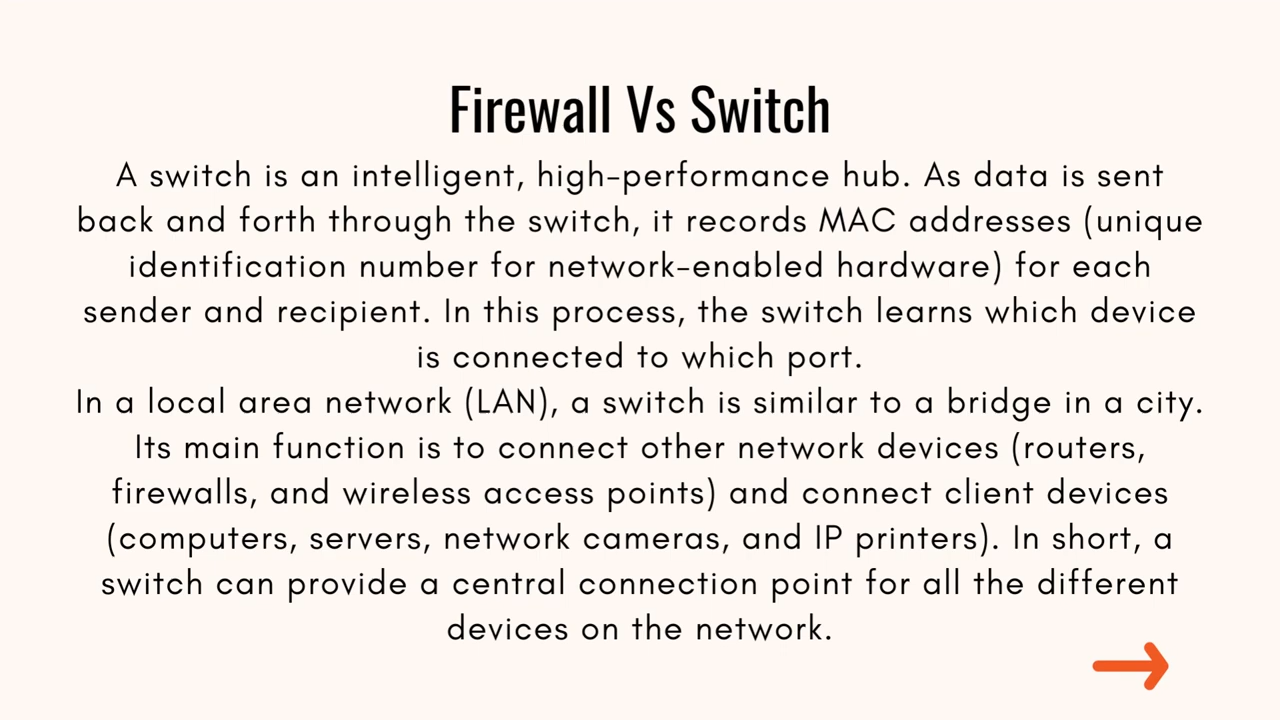 Firewall Vs Switch
A switch is an intelligent, high-performance hub. As data is sent
back and forth through the switch, it records MAC addresses (unique
identification number for network-enabled hardware) for each
sender and recipient. In this process, the switch learns which device
is connected to which port.
In a local area network (LAN), a switch is similar to a bridge in a city.
Its main function is to connect other network devices (routers,
firewalls, and wireless access points) and connect client devices
(computers, servers, network cameras, and IP printers). In short, a
switch can provide a central connection point for all the different
devices on the network.